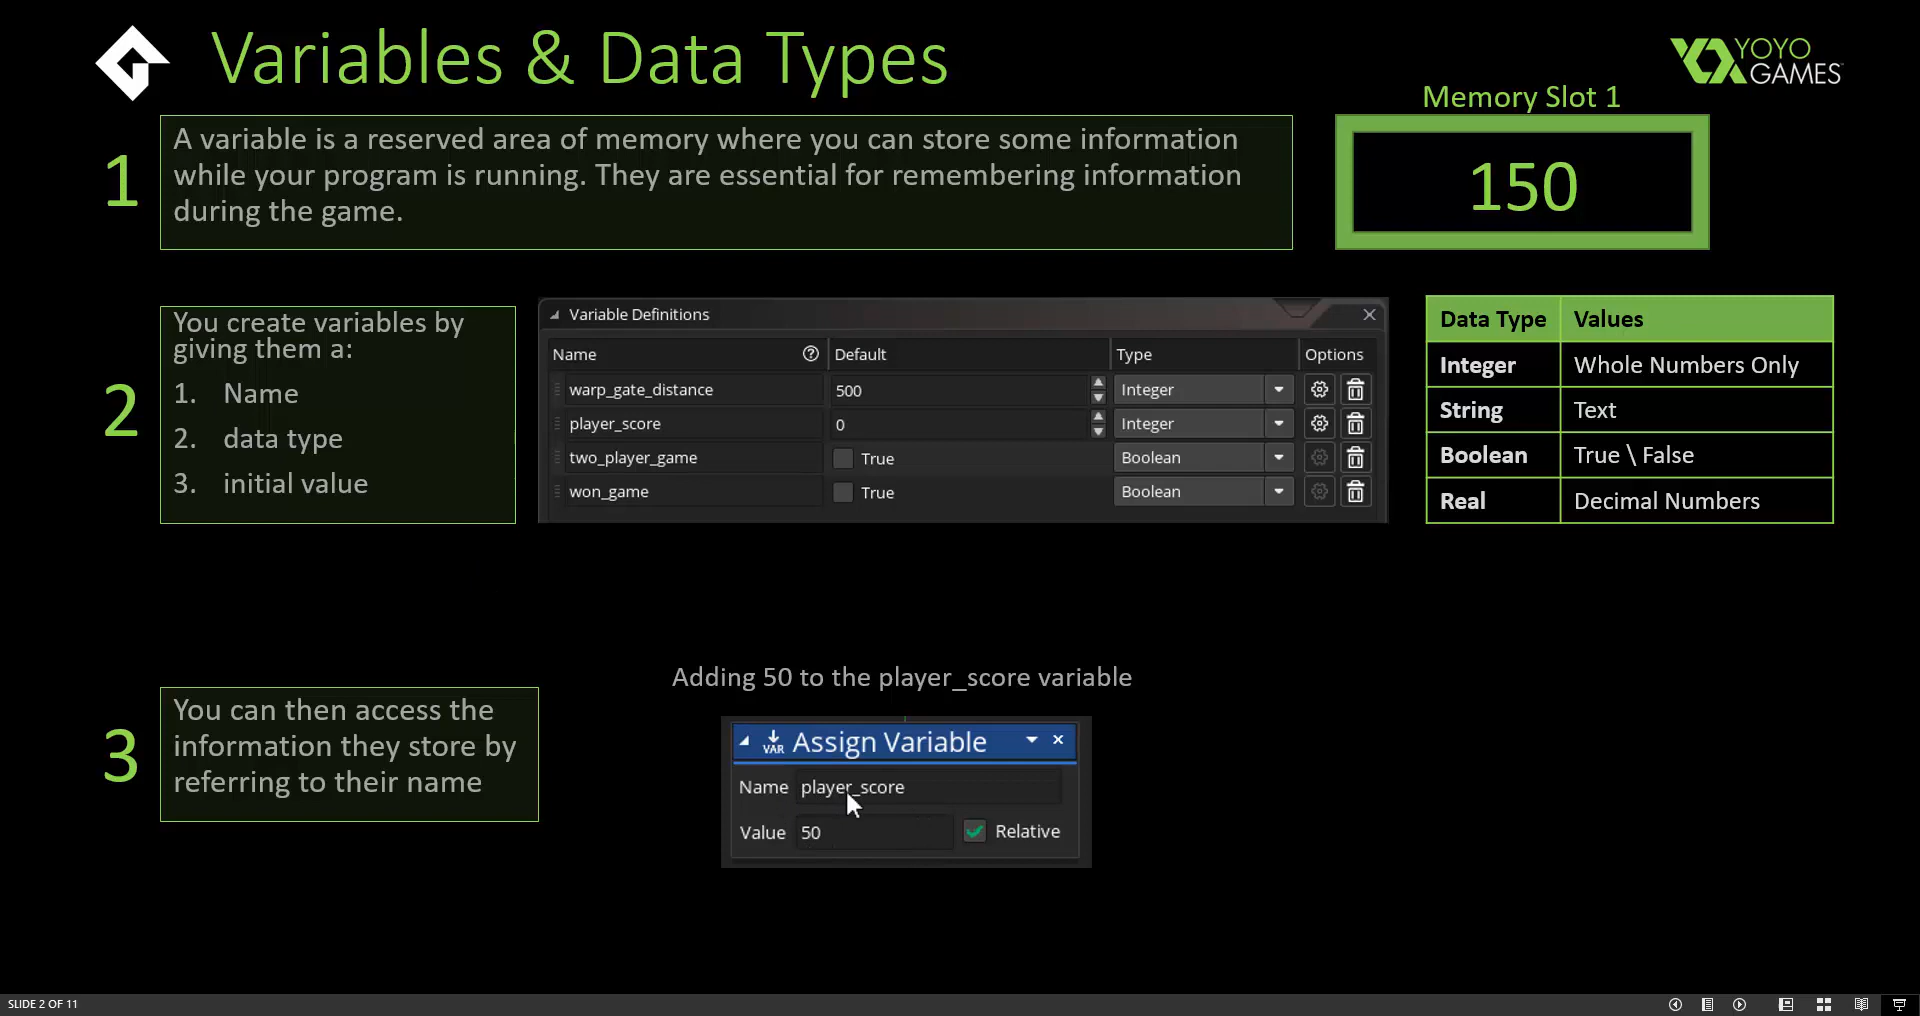 Variables & Data Types
YOYO
GAMES
Memory Slot 1
150
1
A variable is a reserved area of memory where you can store some information
while your program is running. They are essential for remembering information
during the game.
2
You create variables by
giving them a:
1. Name
2. data type
3. initial value
Variable Definitions
Name Default Type Options
warp_gate_distance 500 Integer
player_score 0 Integer
two_player_game True Boolean
won_game True Boolean
Data Type Values
Integer Whole Numbers Only
String Text
Boolean True \ False
Real Decimal Numbers
3
You can then access the
information they store by
referring to their name
Adding 50 to the player_score variable
VAR Assign Variable
Name player_score
Value 50 Relative
SLIDE 2 OF 11